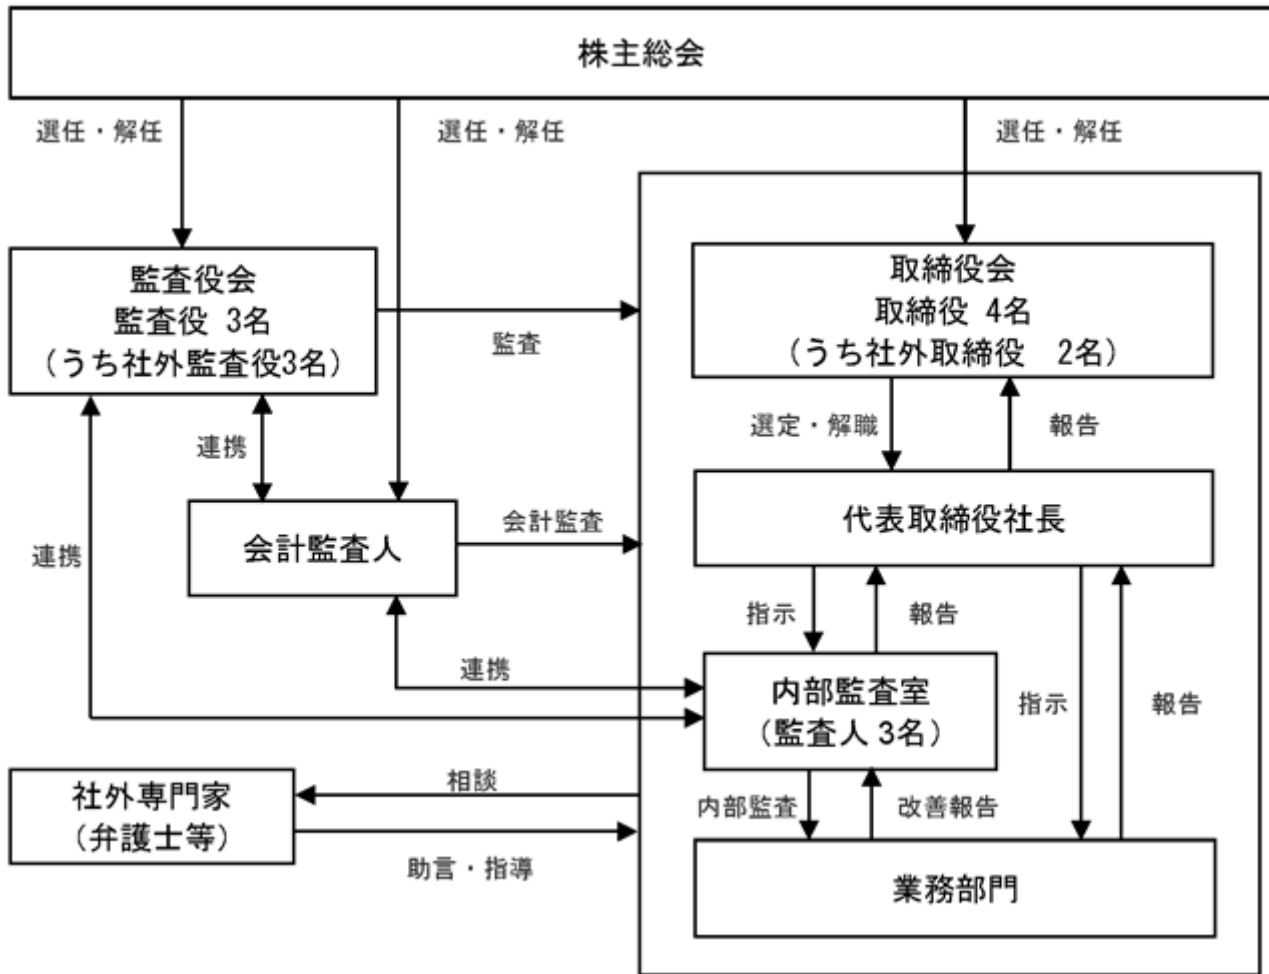 株主総会
選任・解任
選任・解任
選任・解任
監査役会
監査役 3名
(うち社外監査役3名)
監査
取締役会
取締役 4名
(うち社外取締役　2名)
連携
選定・解職
報告
会計監査人
会計監査
代表取締役社長
連携
指示
報告
連携
内部監査室
(監査人 3名)
指示
報告
社外専門家
(弁護士等)
相談
内部監査
改善報告
助言・指導
業務部門